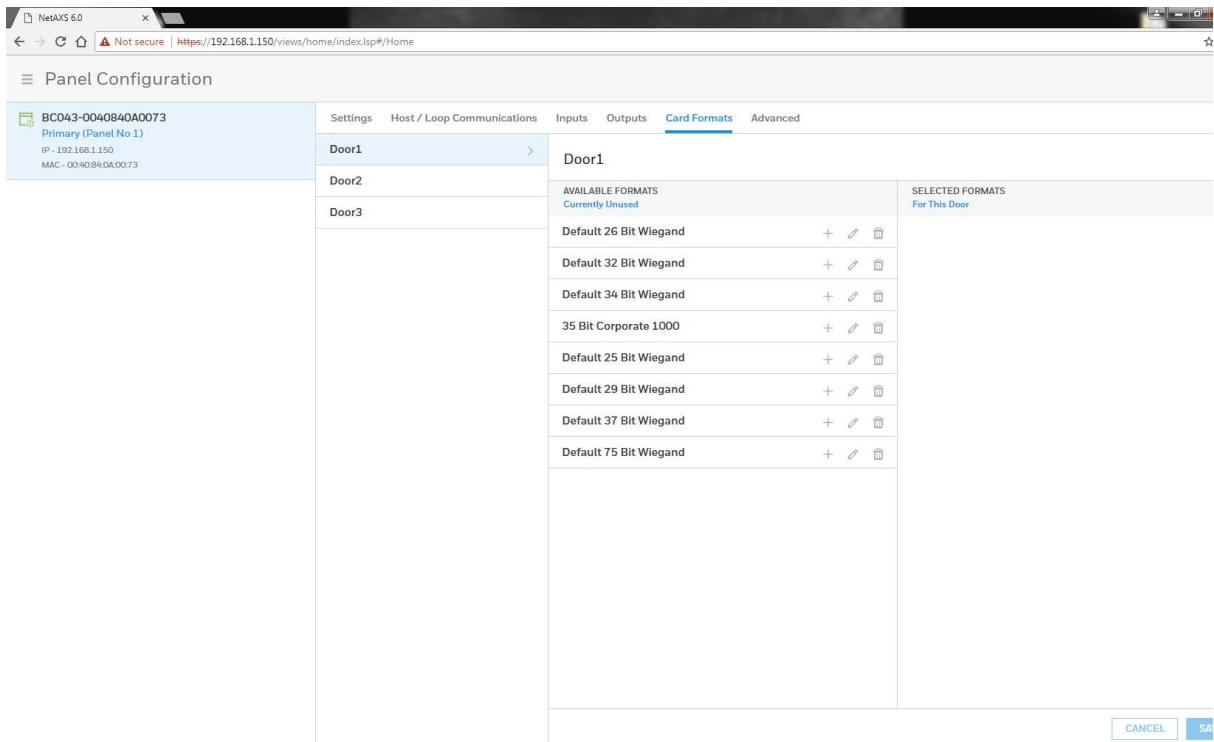 NetAXS 6.0
Not secure | https://192.168.1.150/views/home/index.lsp#/Home
Panel Configuration
BC043-0040840A0073
Primary (Panel No 1)
IP - 192.168.1.150
MAC - 00:40:84:0A:00:73
Settings Host / Loop Communications Inputs Outputs Card Formats Advanced
Door1
Door2
Door3
Door1
AVAILABLE FORMATS
Currently Unused
SELECTED FORMATS
For This Door
Default 26 Bit Wiegand
Default 32 Bit Wiegand
Default 34 Bit Wiegand
35 Bit Corporate 1000
Default 25 Bit Wiegand
Default 29 Bit Wiegand
Default 37 Bit Wiegand
Default 75 Bit Wiegand
CANCEL